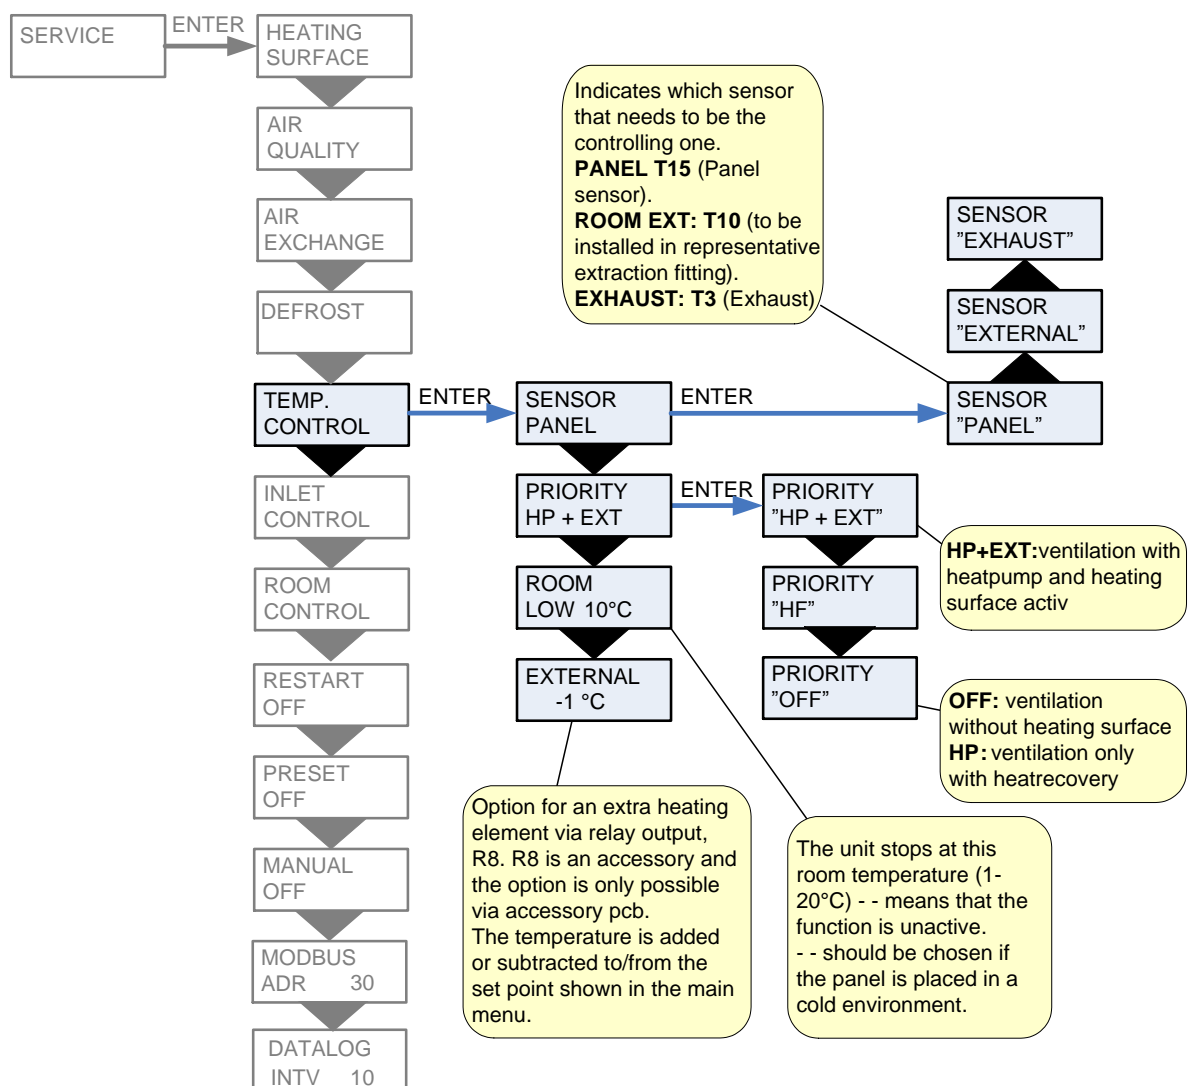 SERVICE
ENTER
HEATING
SURFACE
AIR
QUALITY
AIR
EXCHANGE
DEFROST
TEMP.
CONTROL
INLET
CONTROL
ROOM
CONTROL
RESTART
OFF
PRESET
OFF
MANUAL
OFF
MODBUS
ADR 30
DATALOG
INTV 10
ENTER
SENSOR
PANEL
ENTER
PRIORITY
HP + EXT
ENTER
ROOM
LOW 10°C
EXTERNAL
-1 °C
Indicates which sensor
that needs to be the
controlling one.
PANEL T15 (Panel
sensor).
ROOM EXT: T10 (to be
installed in representative
extraction fitting).
EXHAUST: T3 (Exhaust)
SENSOR
”EXHAUST”
SENSOR
”EXTERNAL”
SENSOR
”PANEL”
PRIORITY
”HP + EXT”
PRIORITY
”HF”
PRIORITY
”OFF”
HP+EXT:ventilation with
heatpump and heating
surface activ
OFF: ventilation
without heating surface
HP: ventilation only
with heatrecovery
Option for an extra heating
element via relay output,
R8. R8 is an accessory and
the option is only possible
via accessory pcb.
The temperature is added
or subtracted to/from the
set point shown in the main
menu.
The unit stops at this
room temperature (1-
20°C) - - means that the
function is unactive.
- - should be chosen if
the panel is placed in a
cold environment.